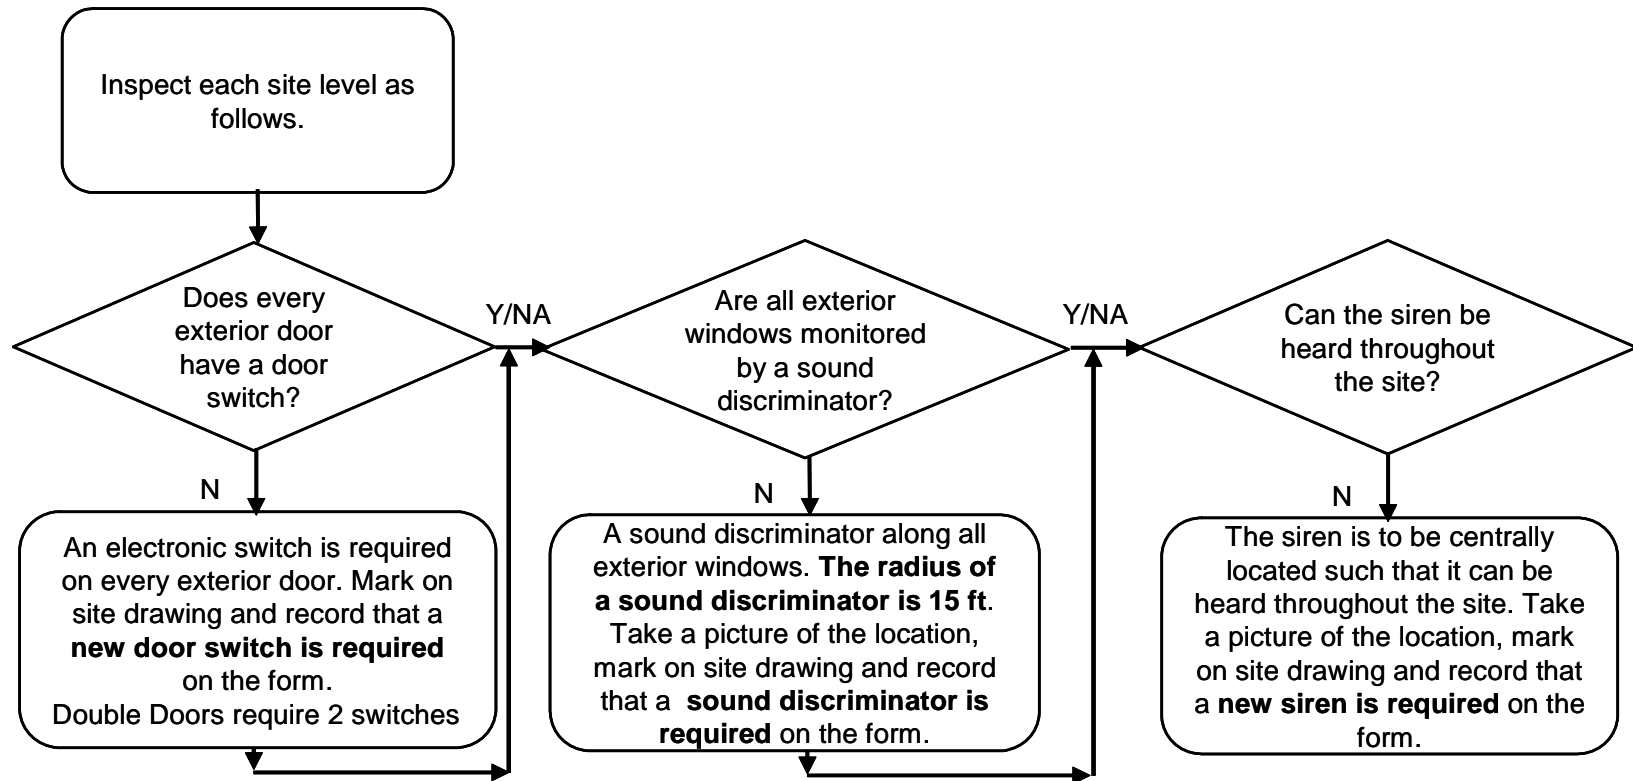 Inspect each site level as
follows.
Does every
exterior door
have a door
switch?
Y/NA
Are all exterior
windows monitored
by a sound
discriminator?
Y/NA
Can the siren be
heard throughout
the site?
N
An electronic switch is required
on every exterior door. Mark on
site drawing and record that a
new door switch is required
on the form.
Double Doors require 2 switches
N
A sound discriminator along all
exterior windows. The radius of
a sound discriminator is 15 ft.
Take a picture of the location,
mark on site drawing and record
that a sound discriminator is
required on the form.
N
The siren is to be centrally
located such that it can be
heard throughout the site. Take
a picture of the location, mark
on site drawing and record that
a new siren is required on the
form.